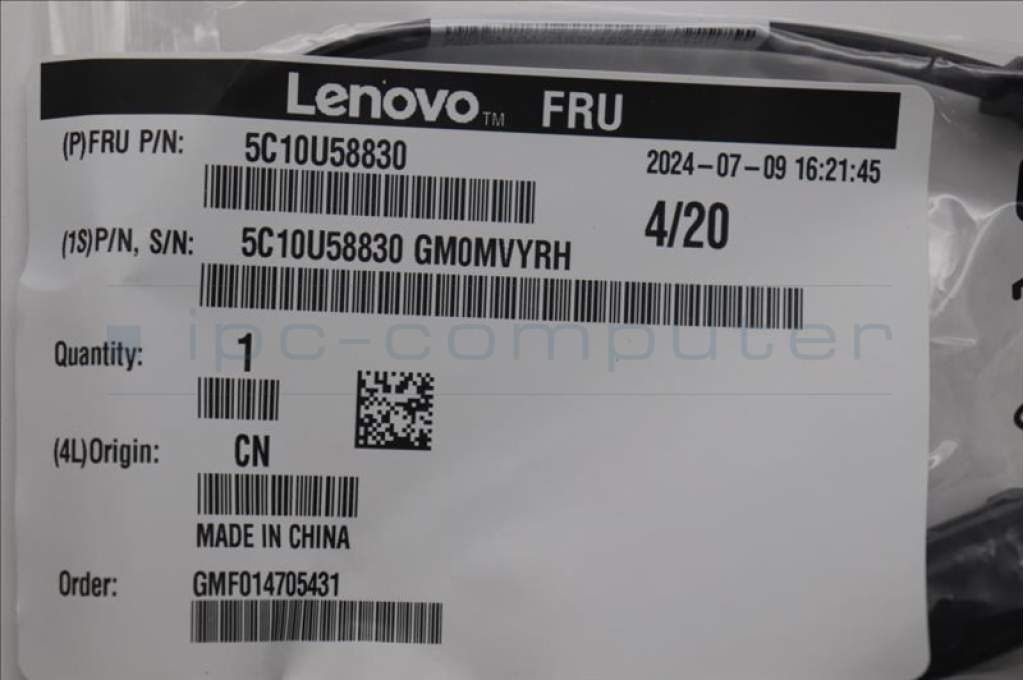 Lenovo™ FRU
(P)FRU P/N: 5C10U58830
2024-07-09 16:21:45
4/20
(1S)P/N, S/N: 5C10U58830 GM0MVYRH
ipc-computer
Quantity: 1
(4L)Origin: CN
MADE IN CHINA
Order: GMF014705431